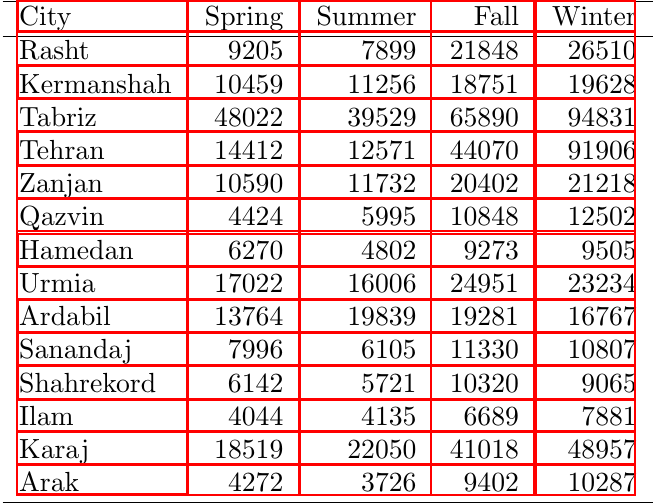 City Spring Summer Fall Winter
Rasht 9205 7899 21848 26510
Kermanshah 10459 11256 18751 19628
Tabriz 48022 39529 65890 94831
Tehran 14412 12571 44070 91906
Zanjan 10590 11732 20402 21218
Qazvin 4424 5995 10848 12502
Hamedan 6270 4802 9273 9505
Urmia 17022 16006 24951 23234
Ardabil 13764 19839 19281 16767
Sanandaj 7996 6105 11330 10807
Shahrekord 6142 5721 10320 9065
Ilam 4044 4135 6689 7881
Karaj 18519 22050 41018 48957
Arak 4272 3726 9402 10287